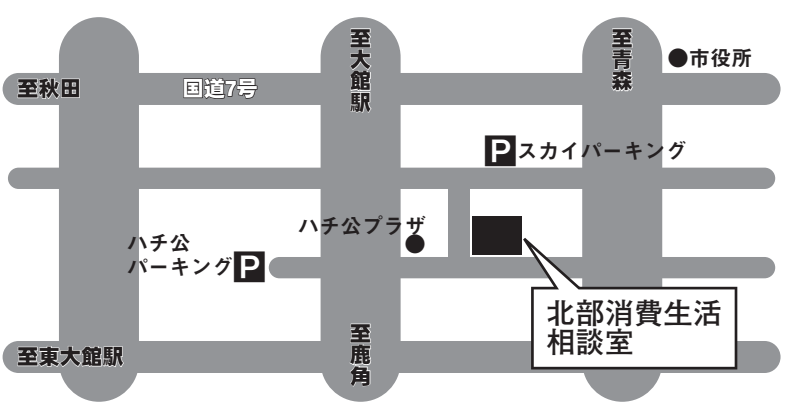 至大館駅
至青森
●市役所
至秋田
国道7号
Pスカイパーキング
ハチ公プラザ
ハチ公
パーキングP
北部消費生活
相談室
至鹿角
至東大館駅